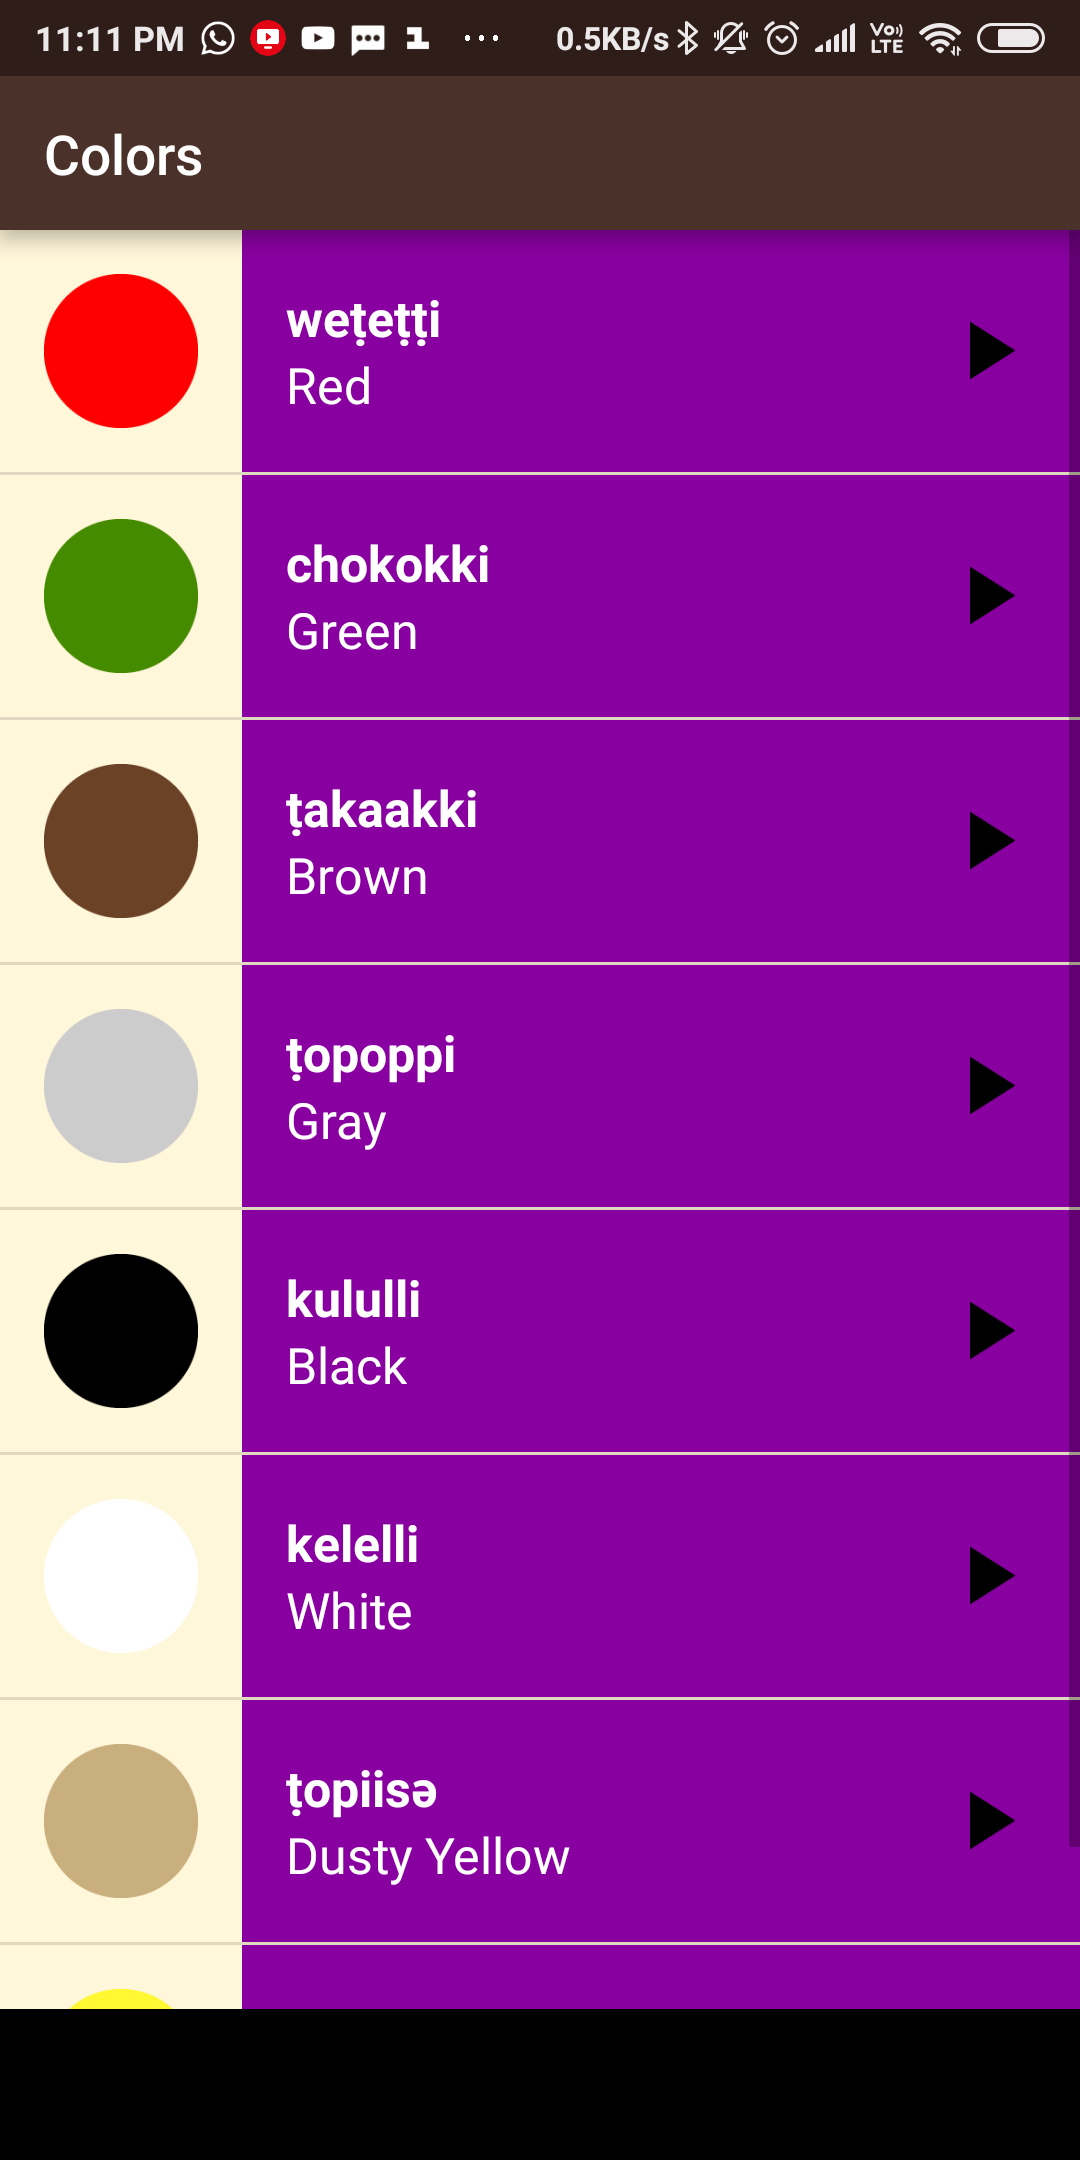 11:11 PM 0.5KB/s Vo) LTE
Colors
weṭeṭṭi
Red
chokokki
Green
ṭakaakki
Brown
ṭopoppi
Gray
kululli
Black
kelelli
White
ṭopiisə
Dusty Yellow